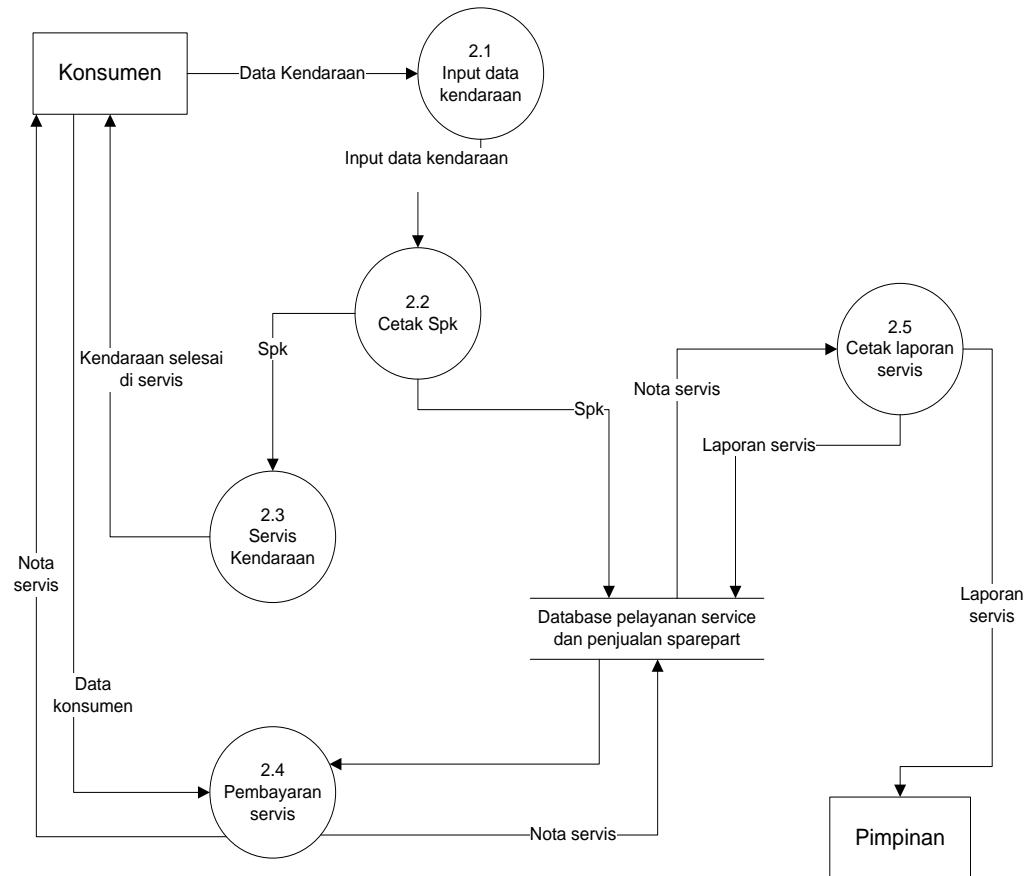 Konsumen
Data Kendaraan
2.1
Input data
kendaraan
Input data kendaraan
2.2
Cetak Spk
Spk
Kendaraan selesai
di servis
Spk
2.5
Cetak laporan
servis
Nota servis
Laporan servis
2.3
Servis
Kendaraan
Nota
servis
Database pelayanan service
dan penjualan sparepart
Laporan
servis
Data
konsumen
2.4
Pembayaran
servis
Nota servis
Pimpinan